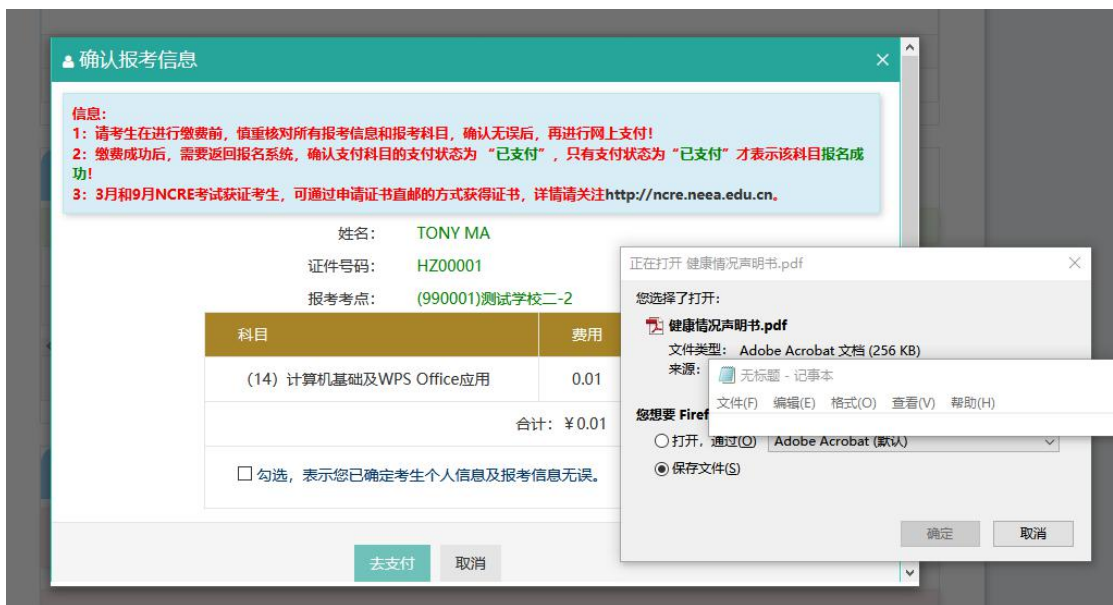 确认报考信息
×
信息:
1：请考生在进行缴费前，慎重核对所有报考信息和报考科目，确认无误后，再进行网上支付!
2：缴费成功后，需要返回报名系统，确认支付科目的支付状态为 “已支付”，只有支付状态为 “已支付” 才表示该科目报名成
功!
3：3月和9月NCRE考试获证考生，可通过申请证书直邮的方式获得证书，详情请关注http://ncre.neea.edu.cn。
姓名： TONY MA
证件号码： HZ00001
报考考点： (990001)测试学校二-2
科目 费用
（14）计算机基础及WPS Office应用 0.01
合计：￥0.01
勾选，表示您已确定考生个人信息及报考信息无误。
去支付 取消
正在打开 健康情况声明书.pdf
您选择了打开:
健康情况声明书.pdf
文件类型: Adobe Acrobat 文档 (256 KB)
来源:
无标题 - 记事本
文件(F) 编辑(E) 格式(O) 查看(V) 帮助(H)
您想要 Firef
打开，通过(O) Adobe Acrobat (默认)
保存文件(S)
确定 取消